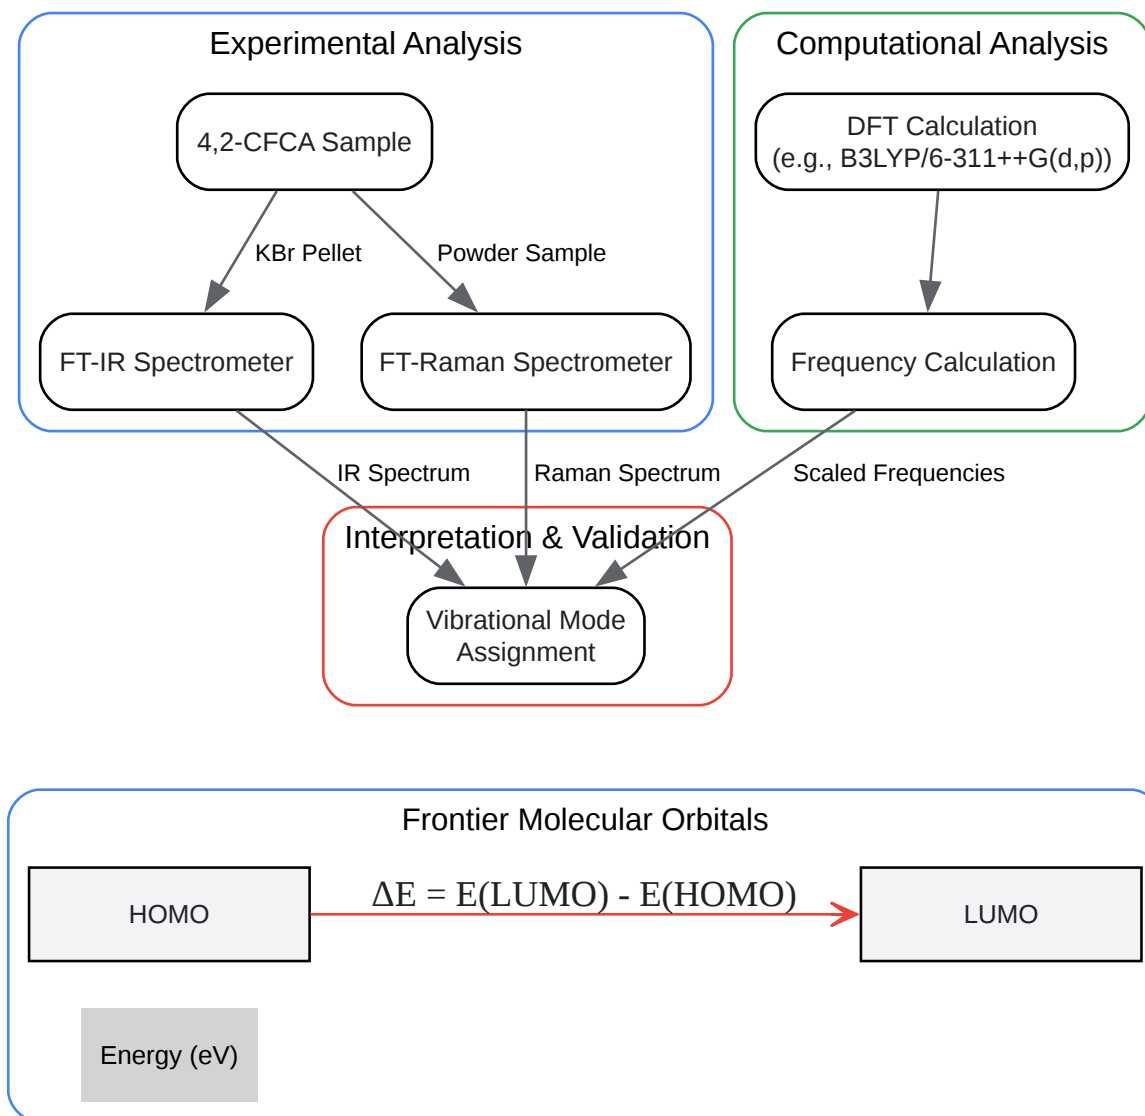 Experimental Analysis
Computational Analysis
4,2-CFCA Sample
DFT Calculation
(e.g., B3LYP/6-311++G(d,p))
KBr Pellet
Powder Sample
FT-IR Spectrometer
FT-Raman Spectrometer
Frequency Calculation
IR Spectrum
Raman Spectrum
Scaled Frequencies
Interpretation & Validation
Vibrational Mode
Assignment
Frontier Molecular Orbitals
HOMO
ΔE = E(LUMO) - E(HOMO)
LUMO
Energy (eV)